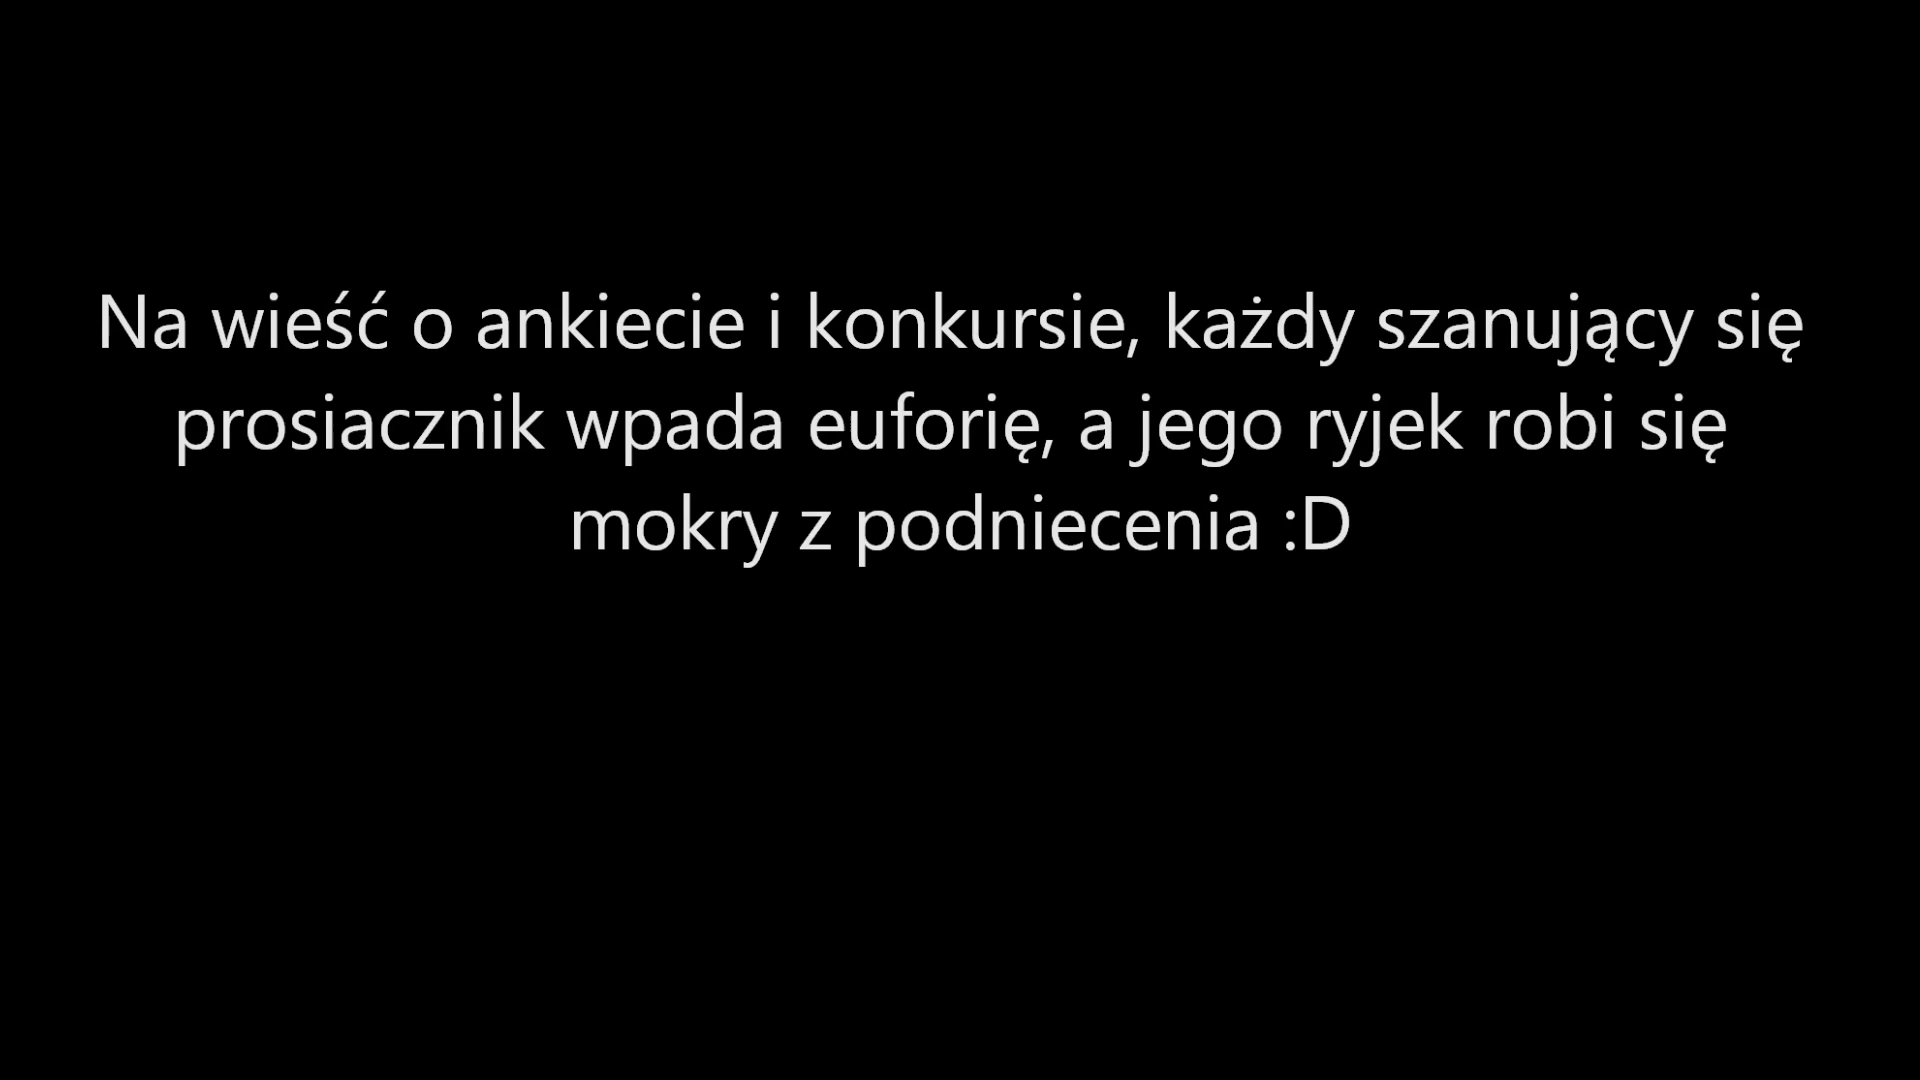 Na wieść o ankiecie i konkursie, każdy szanujący się
prosiacznik wpada euforię, a jego ryjek robi się
mokry z podniecenia :D